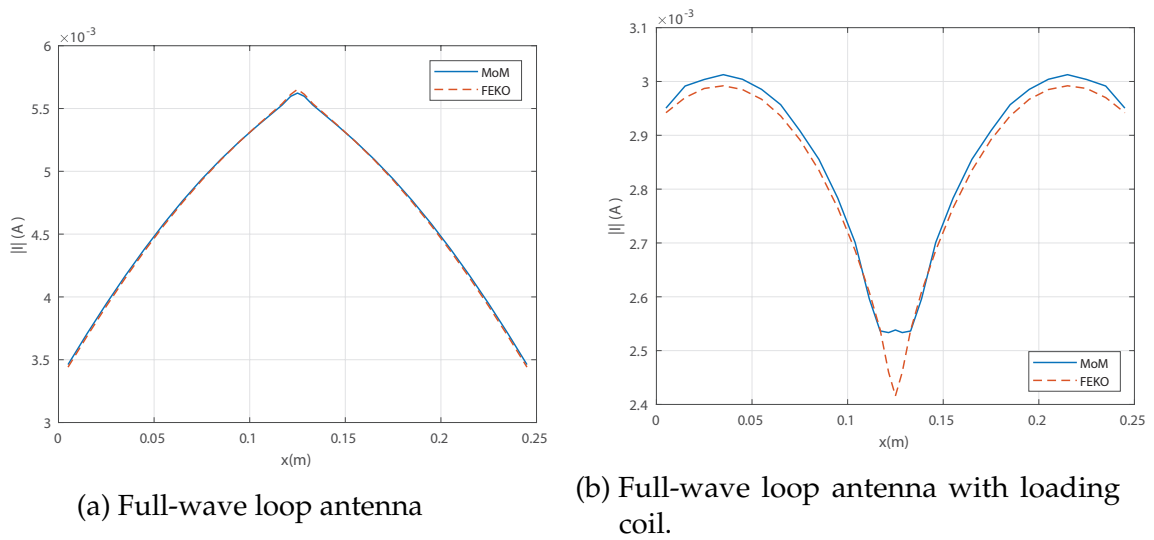 ×10⁻³
6
5.5
5
4.5
4
3.5
3
|I| (A )
0 0.05 0.1 0.15 0.2 0.25
x(m)
MoM
FEKO
(a) Full-wave loop antenna
×10⁻³
3.1
3
2.9
2.8
2.7
2.6
2.5
2.4
|I| (A )
0 0.05 0.1 0.15 0.2 0.25
x(m)
MoM
FEKO
(b) Full-wave loop antenna with loading
coil.